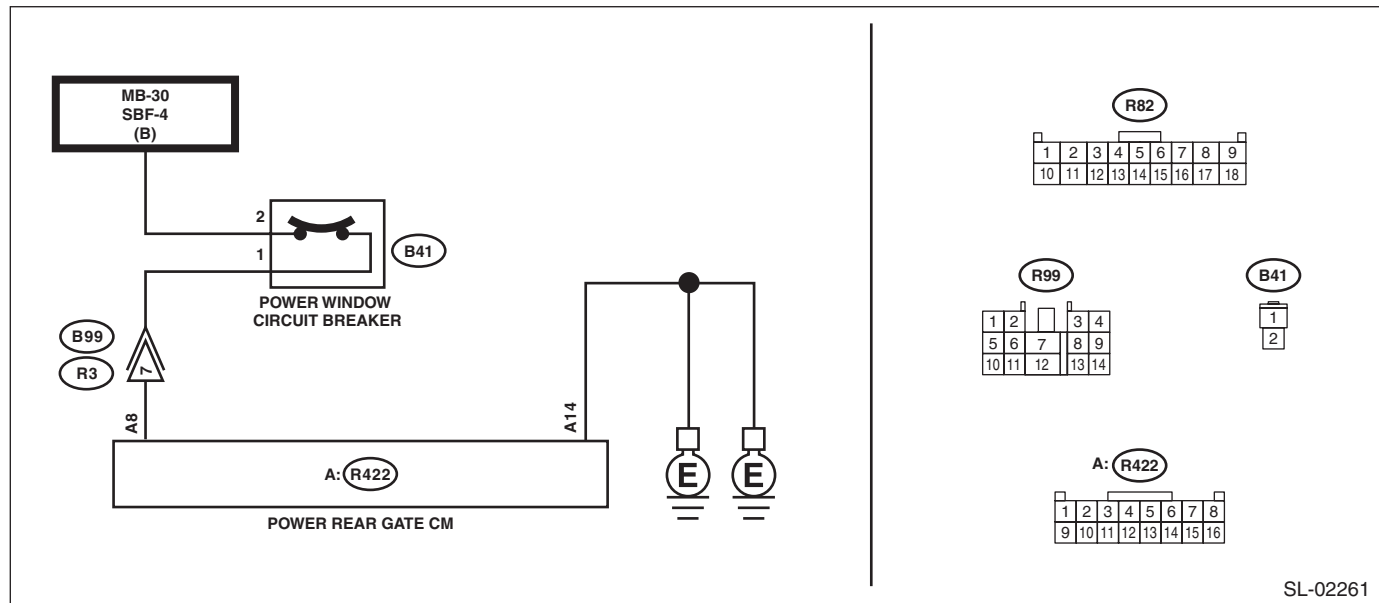 MB-30
SBF-4
(B)
2
1
B41
POWER WINDOW
CIRCUIT BREAKER
B99
R3
7
A8
A14
E E
A: R422
POWER REAR GATE CM
R82
1 2 3 4 5 6 7 8 9
10 11 12 13 14 15 16 17 18
R99
1 2 3 4
5 6 7 8 9
10 11 12 13 14
B41
1
2
A: R422
1 2 3 4 5 6 7 8
9 10 11 12 13 14 15 16
SL-02261